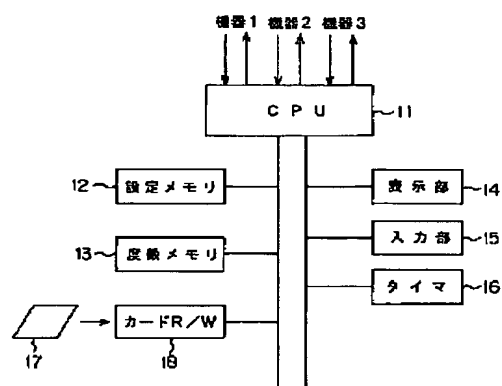 機器1 機器2 機器3
CPU
11
12 設定メモリ
表示部 14
13 度数メモリ
入力部 15
タイマ 16
カードR/W
17
18